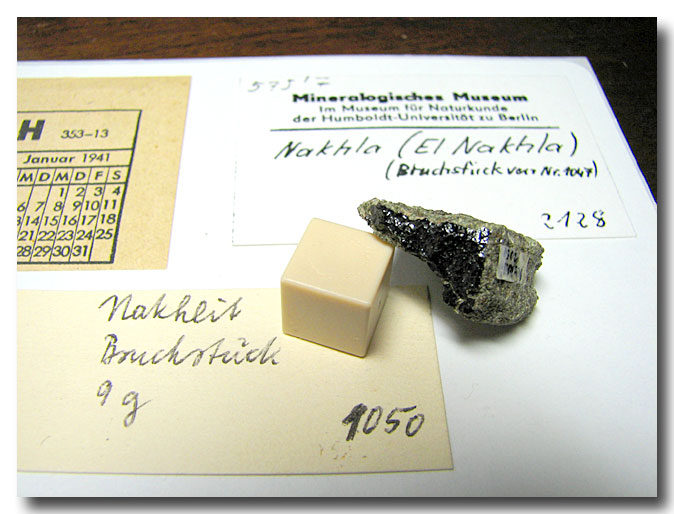 H 353-13
Januar 1941
M D M D F S
1 2 3 4
6 7 8 9 10 11
14 15 16 17 18
21 22 23 24 25
28 29 30 31
Mineralogisches Museum
Im Museum für Naturkunde
der Humboldt-Universität zu Berlin
Nakhla (El Nakhla)
(Bruchstück von Nr. 1047)
2128
Nakhlit
Bruchstück
9 g
1050